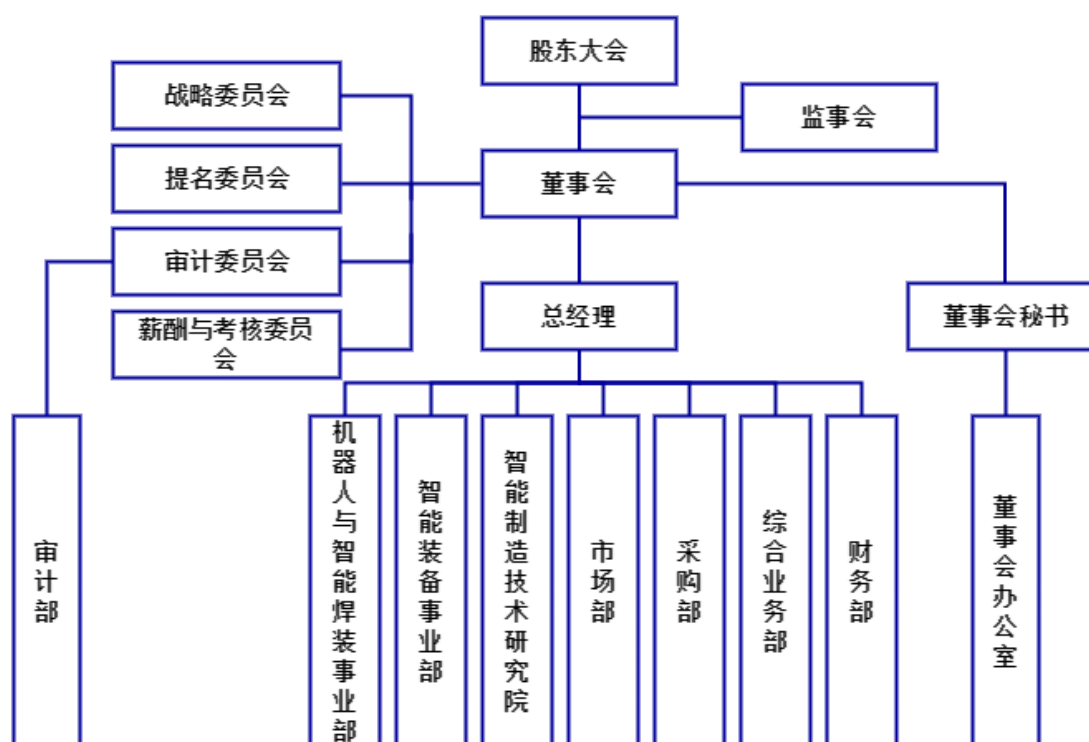 股东大会
战略委员会
监事会
提名委员会
董事会
审计委员会
总经理
董事会秘书
薪酬与考核委员
会
审计部
机器人与智能焊装事业部
智能装备事业部
智能制造技术研究院
市场部
采购部
综合业务部
财务部
董事会办公室